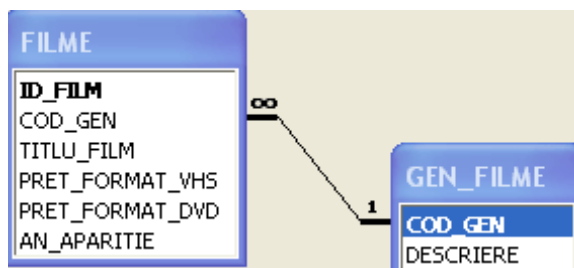 FILME
ID_FILM
COD_GEN
TITLU_FILM
PRET_FORMAT_VHS
PRET_FORMAT_DVD
AN_APARITIE
∞
1
GEN_FILME
COD_GEN
DESCRIERE